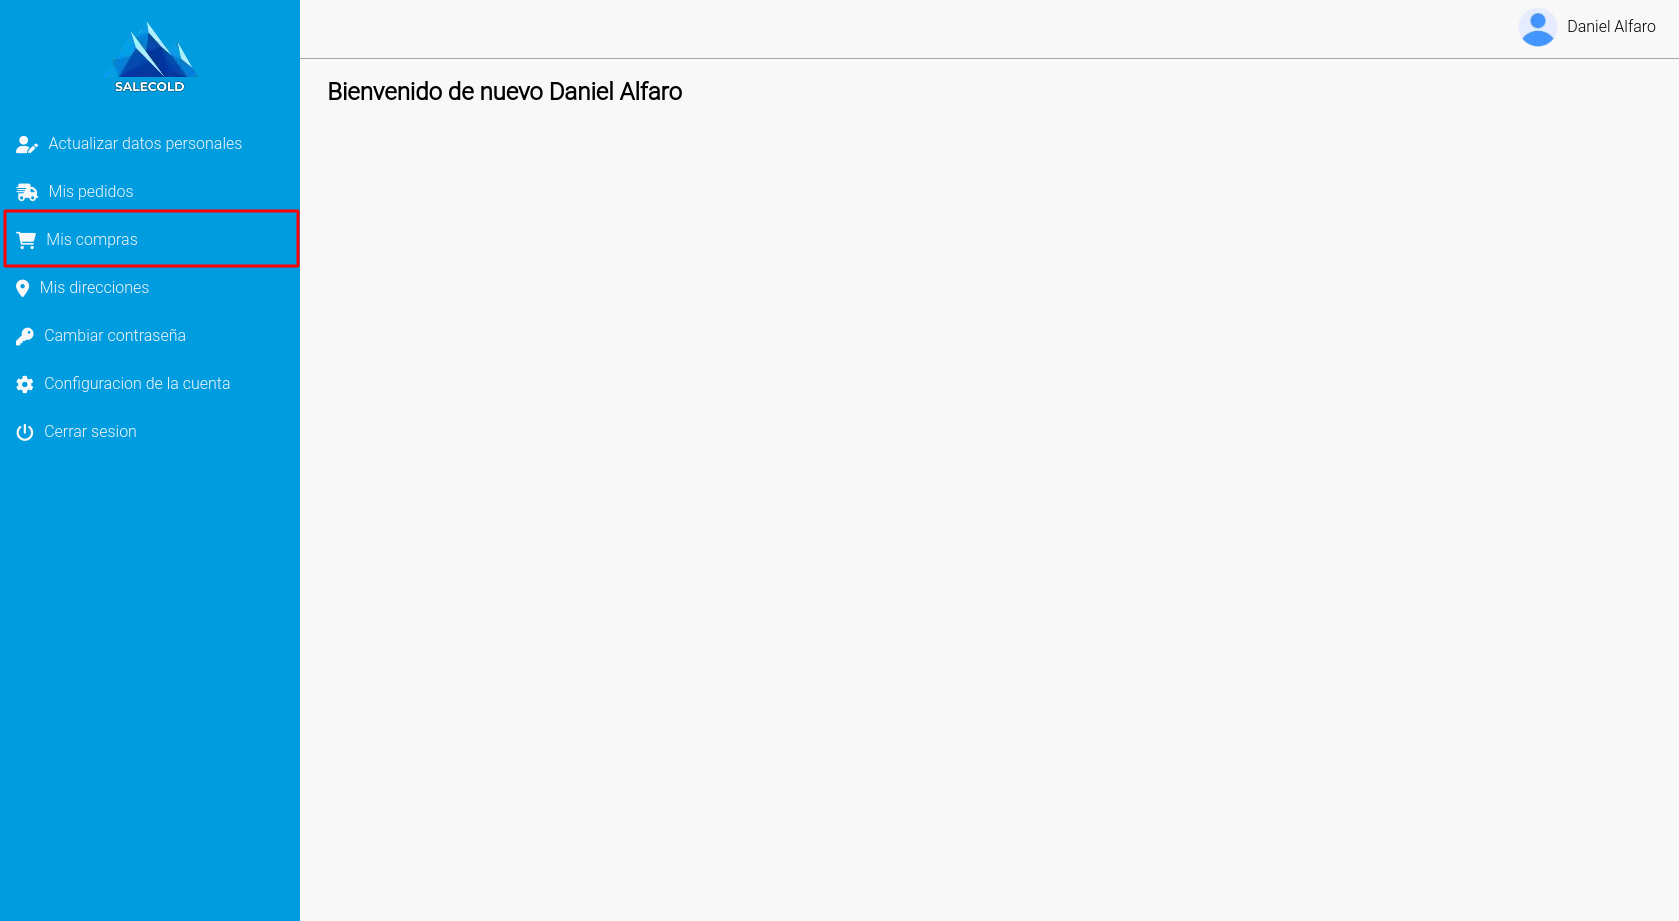 SALECOLD
Daniel Alfaro
Bienvenido de nuevo Daniel Alfaro
Actualizar datos personales
Mis pedidos
Mis compras
Mis direcciones
Cambiar contraseña
Configuracion de la cuenta
Cerrar sesion